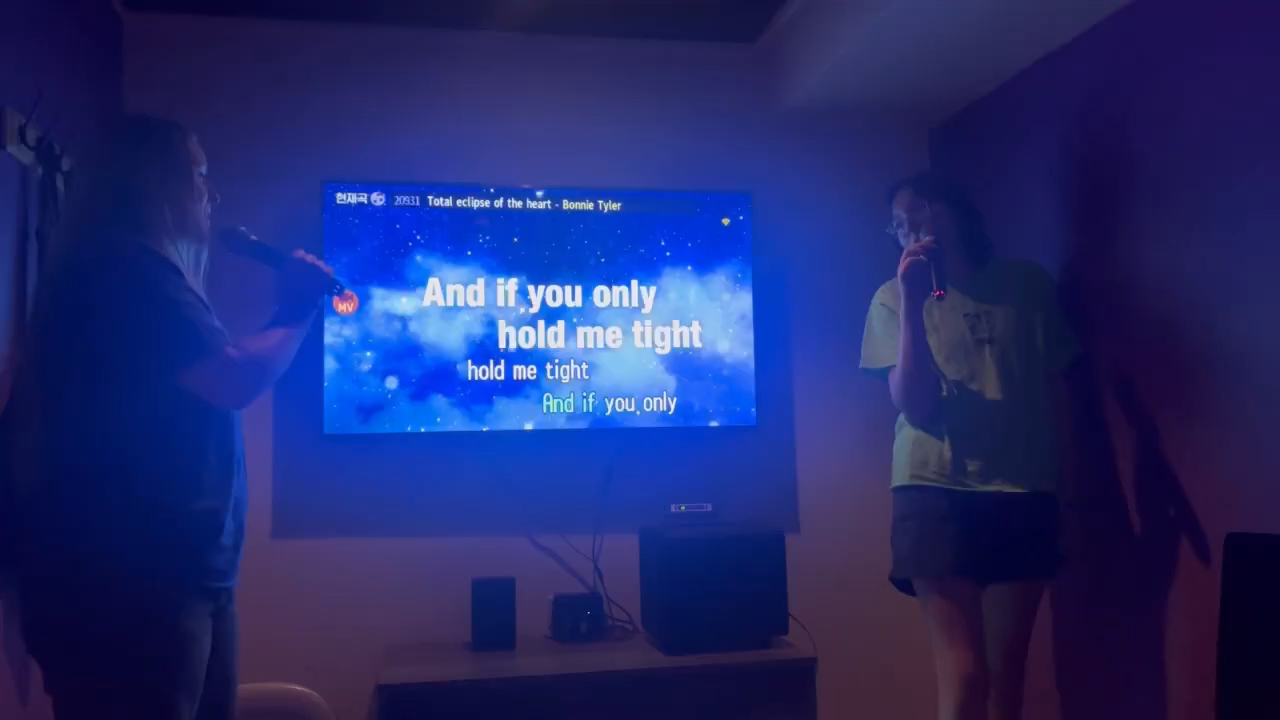 현재곡 20931 Total eclipse of the heart - Bonnie Tyler
MV
And if you only
hold me tight
hold me tight
And if you only